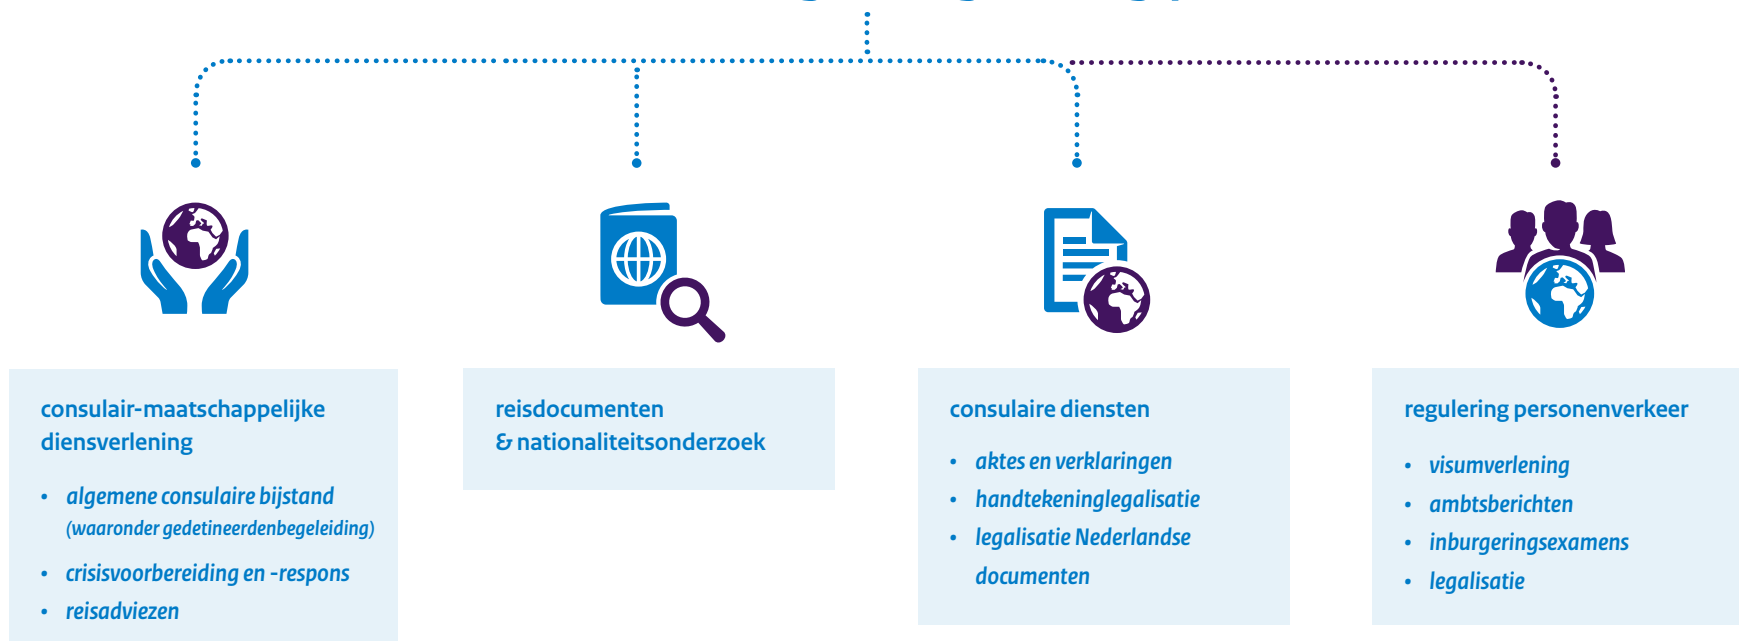 consulair-maatschappelijke
diensverlening
• algemene consulaire bijstand
(waaronder gedetineerdenbegeleiding)
• crisisvoorbereiding en -respons
• reisadviezen
reisdocumenten
& nationaliteitsonderzoek
consulaire diensten
• aktes en verklaringen
• handtekeninglegalisatie
• legalisatie Nederlandse
documenten
regulering personenverkeer
• visumverlening
• ambtsberichten
• inburgeringsexamens
• legalisatie